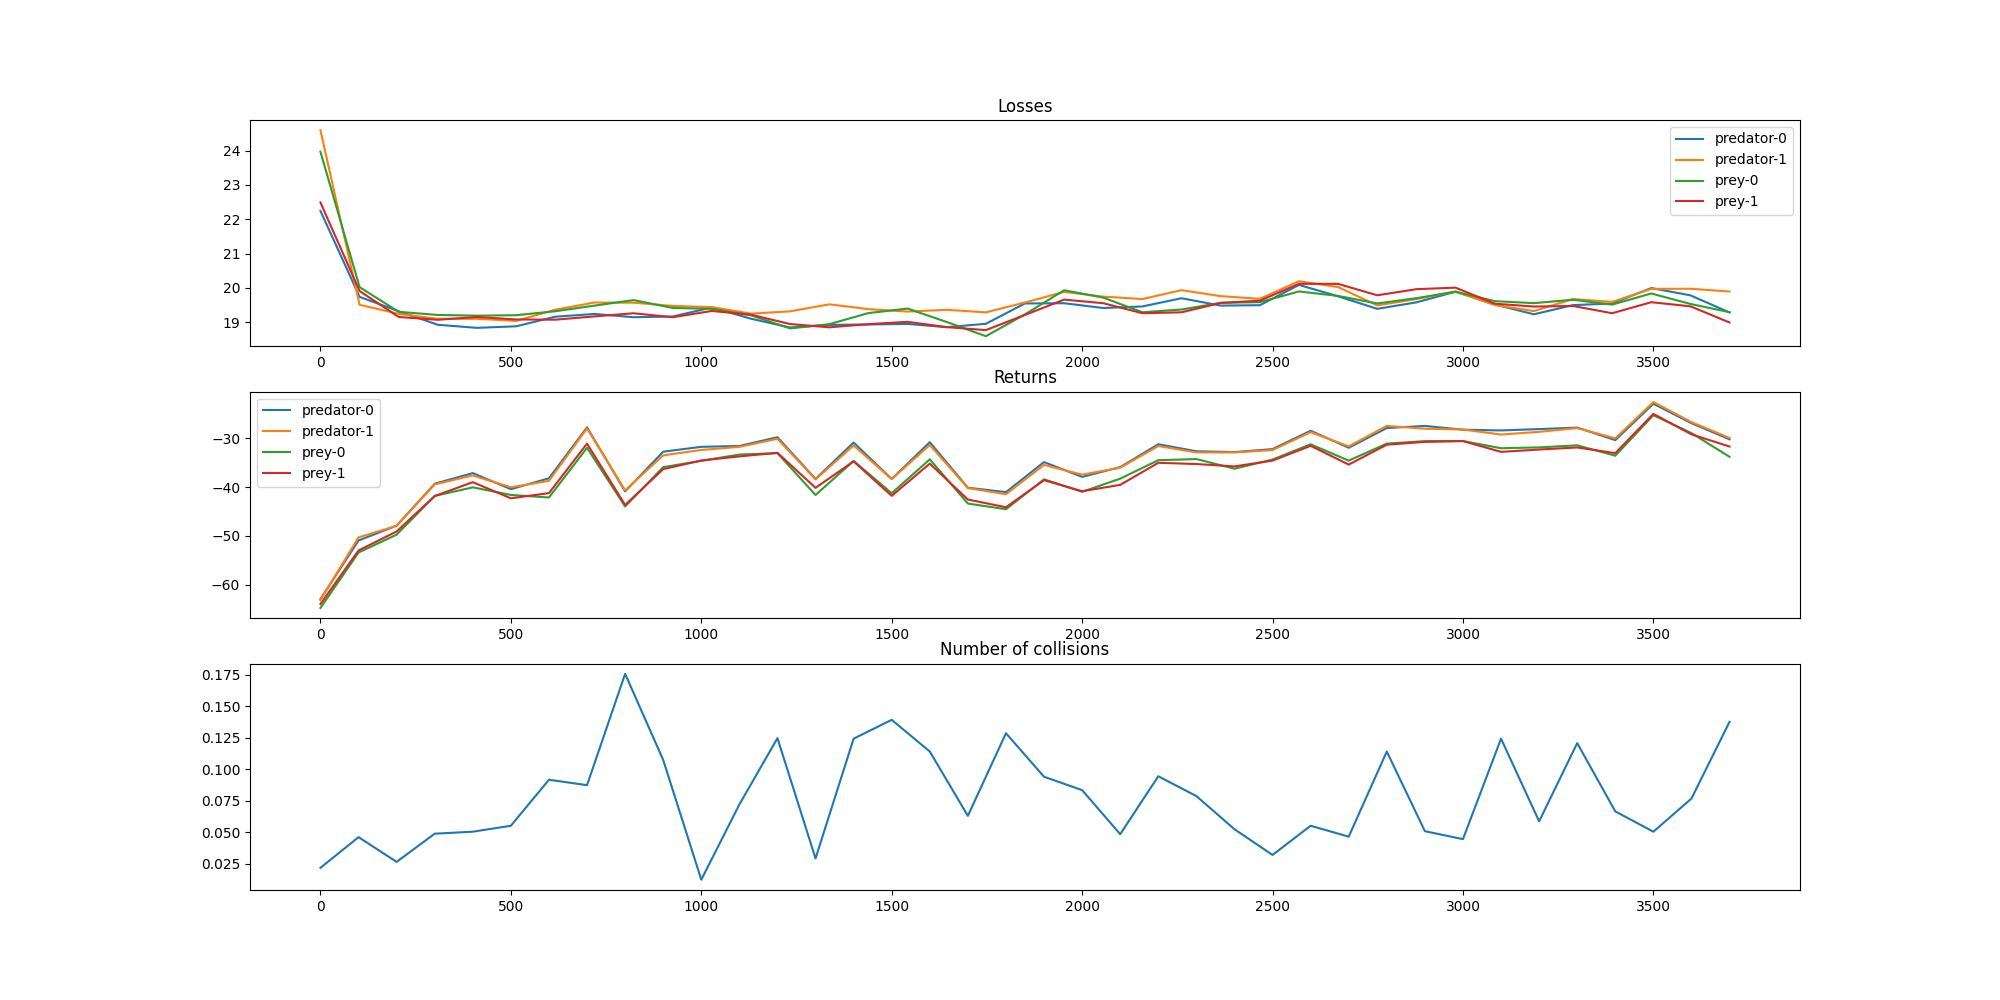 Losses
24
23
22
21
20
19
predator-0
predator-1
prey-0
prey-1
0 500 1000 1500 2000 2500 3000 3500
Returns
−30
−40
−50
−60
predator-0
predator-1
prey-0
prey-1
0 500 1000 1500 2000 2500 3000 3500
Number of collisions
0.175
0.150
0.125
0.100
0.075
0.050
0.025
0 500 1000 1500 2000 2500 3000 3500